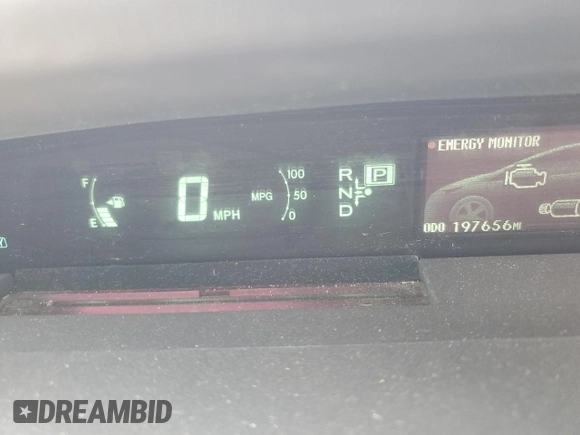 ENERGY MONITOR
F
E
0 MPH
MPG
100
50
0
R
N
D
P
ODO 197656MI
DREAMBID